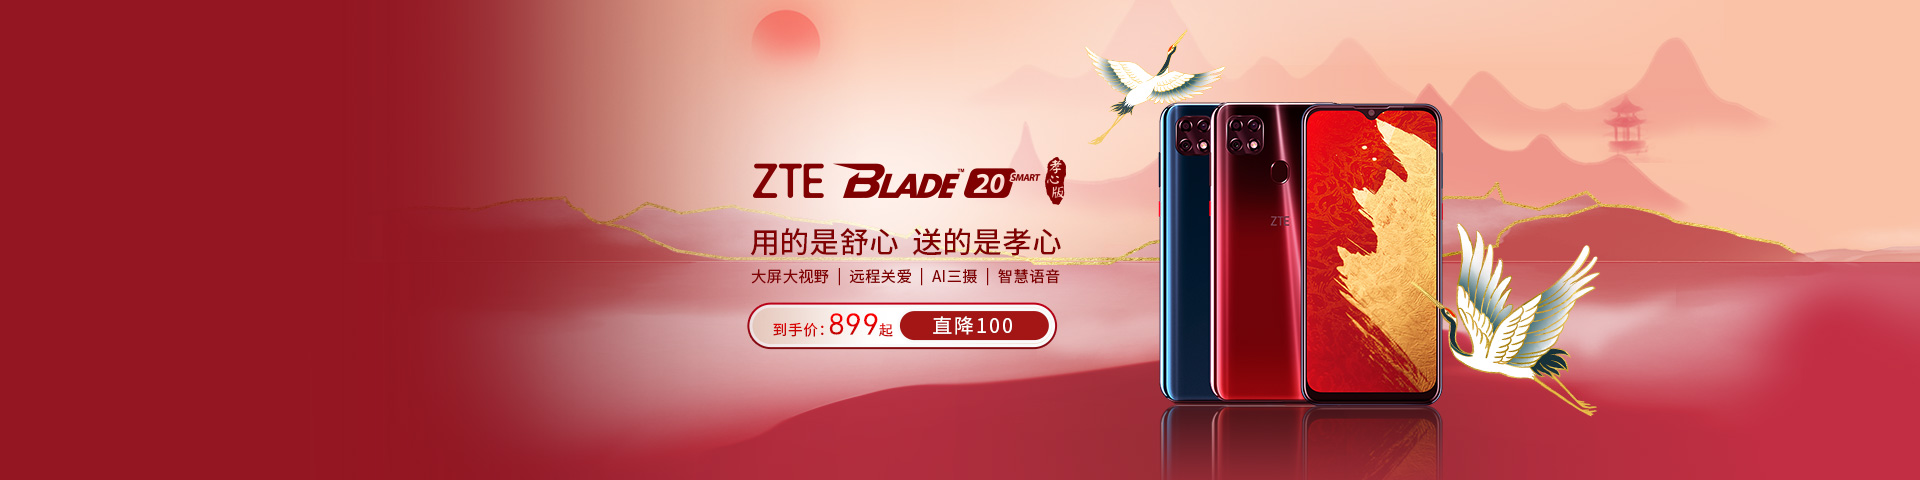 ZTE BLADE™ 20 SMART 孝心版
用的是舒心 送的是孝心
大屏大视野 | 远程关爱 | AI三摄 | 智慧语音
到手价: 899起 直降100
ZTE